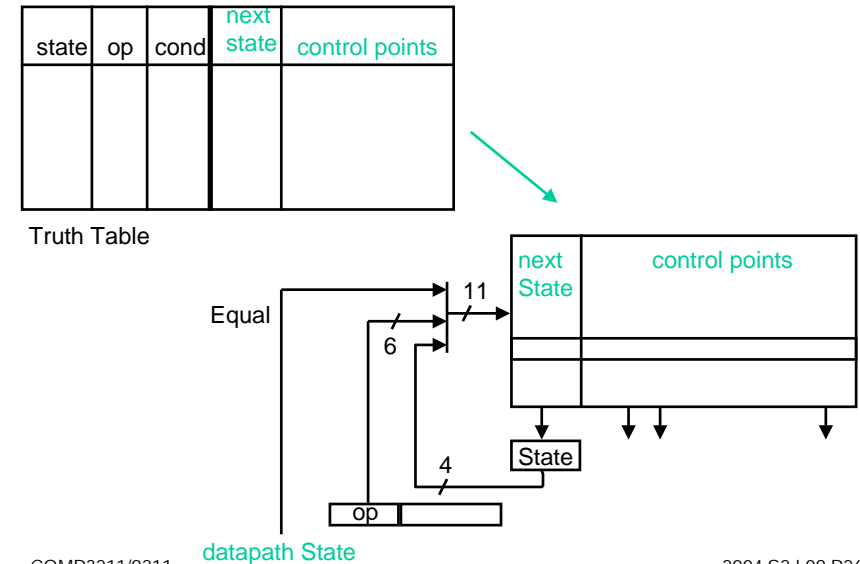 state op cond next state control points
Truth Table
next State control points
11
Equal
6
4
State
op
datapath State